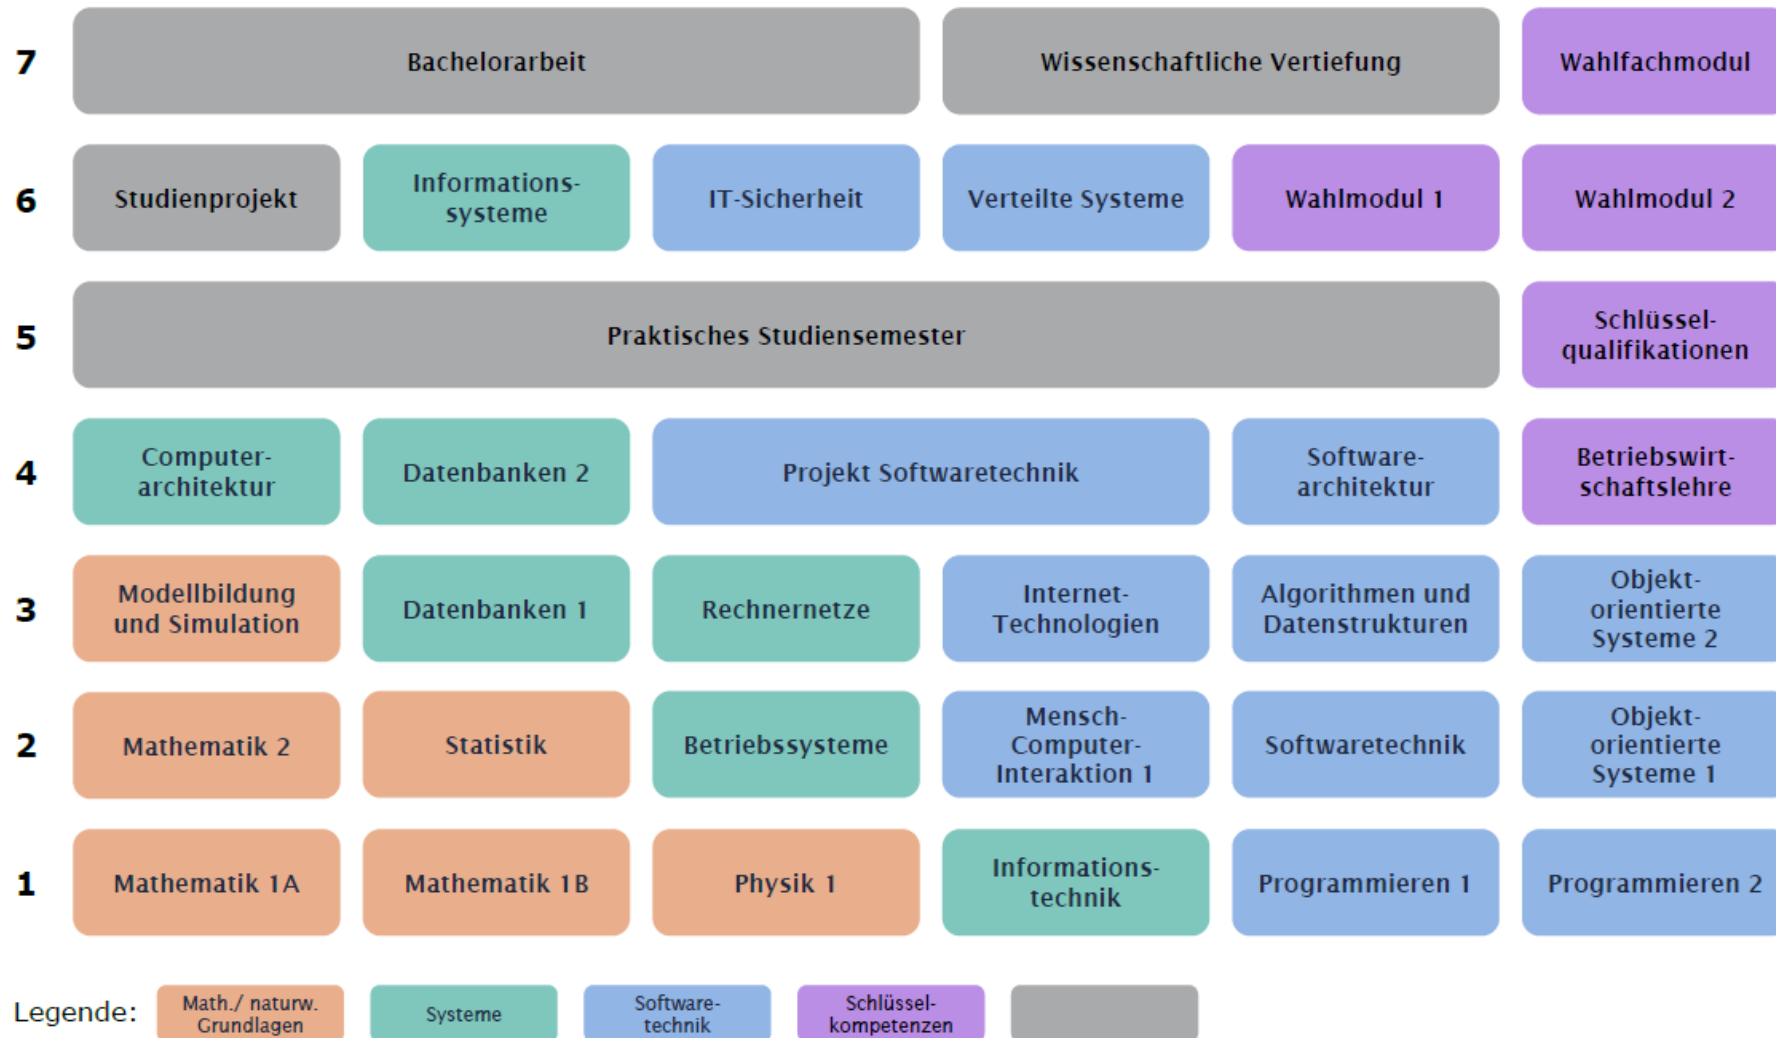 7
Bachelorarbeit
Wissenschaftliche Vertiefung
Wahlfachmodul
6
Studienprojekt
Informations-
systeme
IT-Sicherheit
Verteilte Systeme
Wahlmodul 1
Wahlmodul 2
5
Praktisches Studiensemester
Schlüssel-
qualifikationen
4
Computer-
architektur
Datenbanken 2
Projekt Softwaretechnik
Software-
architektur
Betriebswirt-
schaftslehre
3
Modellbildung
und Simulation
Datenbanken 1
Rechnernetze
Internet-
Technologien
Algorithmen und
Datenstrukturen
Objekt-
orientierte
Systeme 2
2
Mathematik 2
Statistik
Betriebssysteme
Mensch-
Computer-
Interaktion 1
Softwaretechnik
Objekt-
orientierte
Systeme 1
1
Mathematik 1A
Mathematik 1B
Physik 1
Informations-
technik
Programmieren 1
Programmieren 2
Legende:
Math./ naturw.
Grundlagen
Systeme
Software-
technik
Schlüssel-
kompetenzen